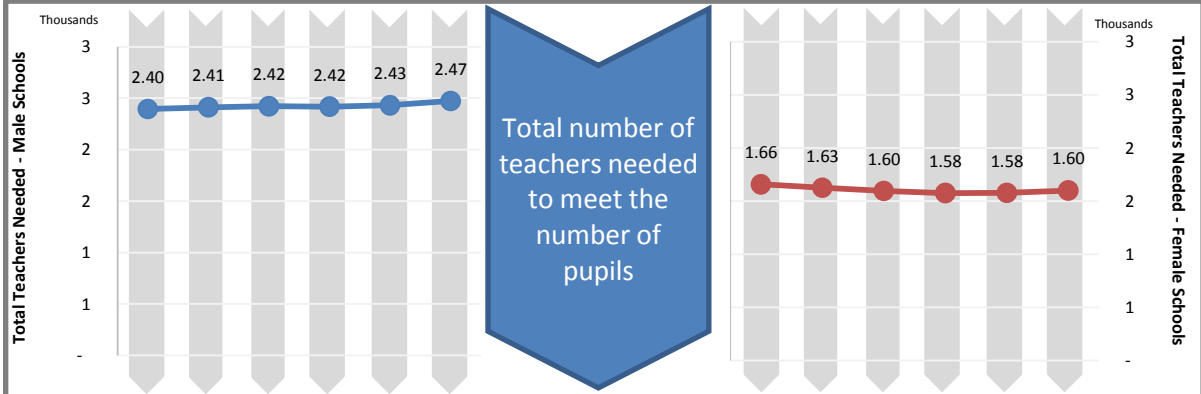 Thousands
Total Teachers Needed - Male Schools
3
3
2
2
1
1
-
2.40 2.41 2.42 2.42 2.43 2.47
Total number of
teachers needed
to meet the
number of
pupils
1.66 1.63 1.60 1.58 1.58 1.60
Thousands
3
3
2
2
1
1
-
Total Teachers Needed - Female Schools